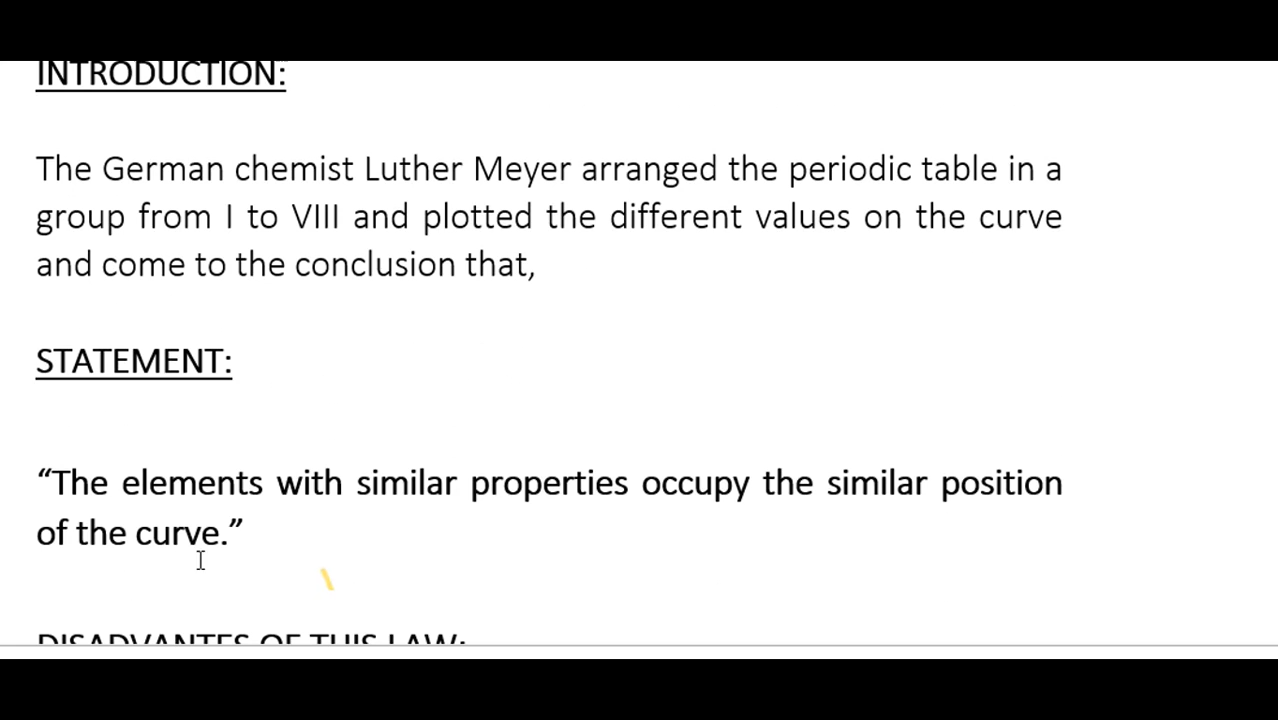 INTRODUCTION:
The German chemist Luther Meyer arranged the periodic table in a
group from I to VIII and plotted the different values on the curve
and come to the conclusion that,
STATEMENT:
“The elements with similar properties occupy the similar position
of the curve.”
DISADVANTES OF THIS LAW: